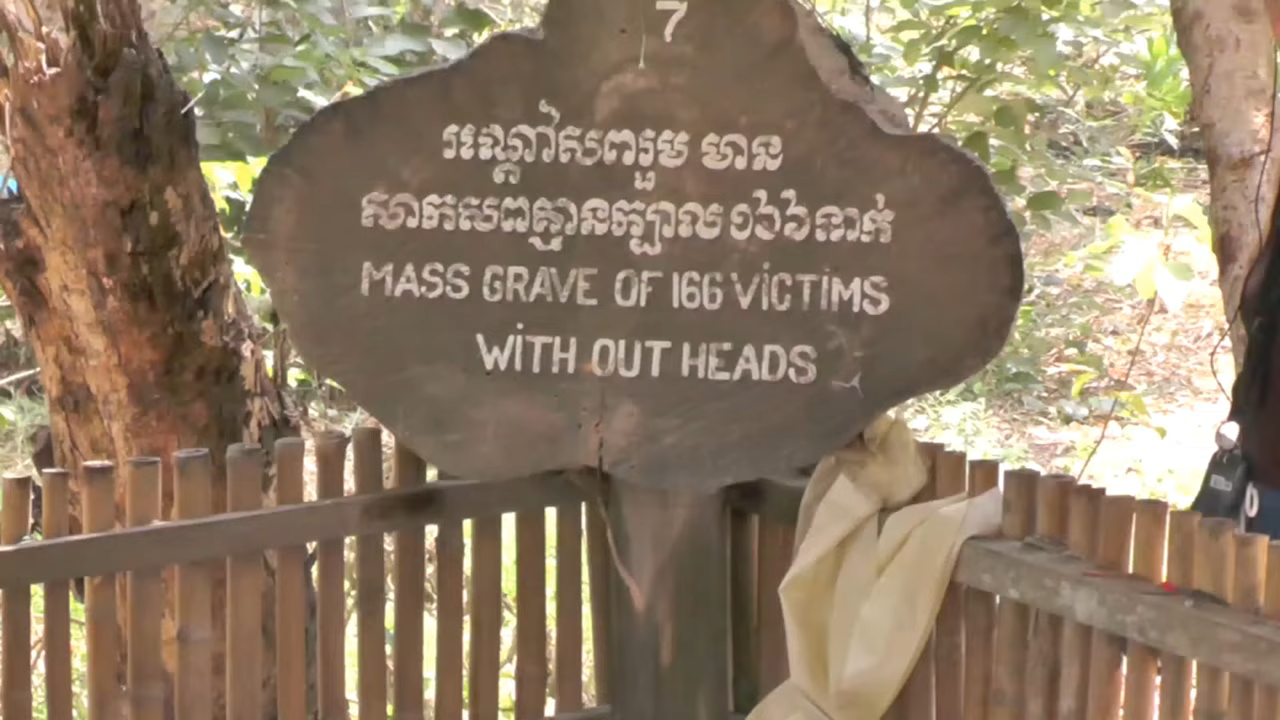 7
រណ្ដៅសពរួម មាន
សាកសពគ្មានក្បាល ១៦៦ នាក់
MASS GRAVE OF 166 VICTIMS
WITH OUT HEADS